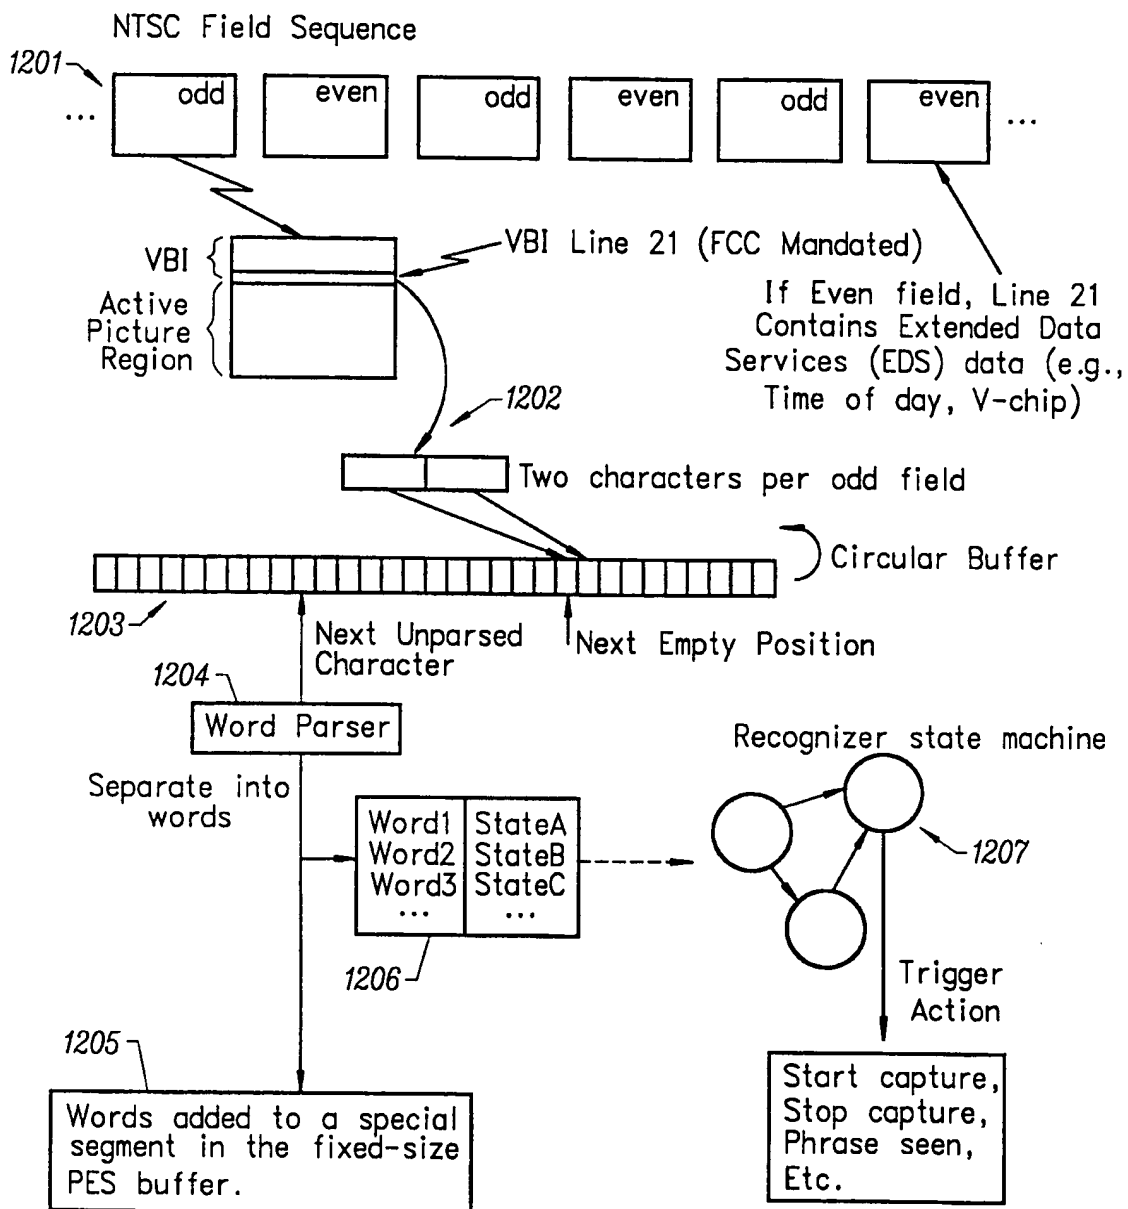 NTSC Field Sequence
1201
... odd even odd even odd even ...
VBI
VBI Line 21 (FCC Mandated)
Active
Picture
Region
If Even field, Line 21
Contains Extended Data
Services (EDS) data (e.g.,
Time of day, V-chip)
1202
Two characters per odd field
Circular Buffer
1203
Next Unparsed
Character
Next Empty Position
1204
Word Parser
Separate into
words
Word1 StateA
Word2 StateB
Word3 StateC
... ...
1206
Recognizer state machine
1207
Trigger
Action
1205
Words added to a special
segment in the fixed-size
PES buffer.
Start capture,
Stop capture,
Phrase seen,
Etc.